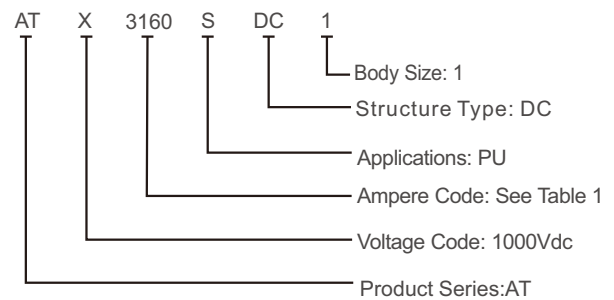 AT X 3160 S DC 1
Body Size: 1
Structure Type: DC
Applications: PU
Ampere Code: See Table 1
Voltage Code: 1000Vdc
Product Series:AT